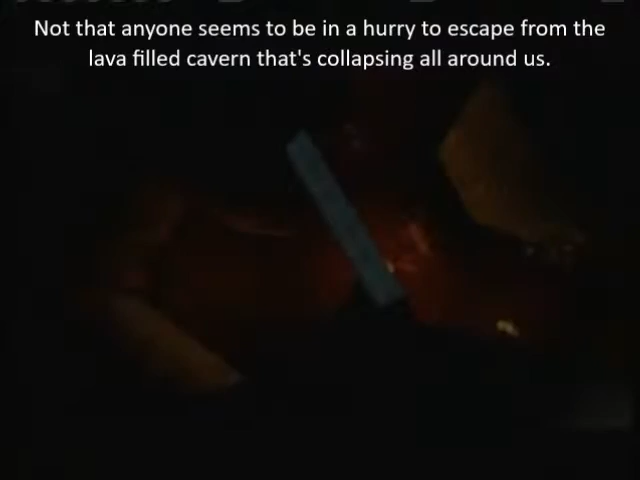 Not that anyone seems to be in a hurry to escape from the
lava filled cavern that's collapsing all around us.